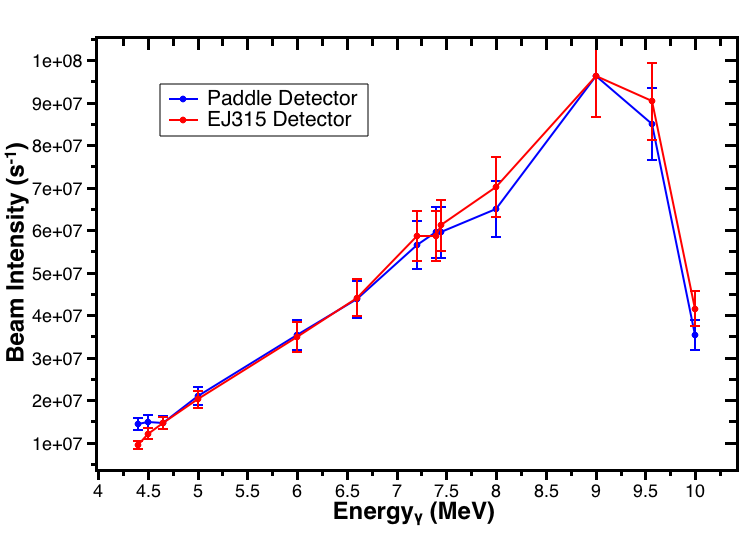 Paddle Detector
EJ315 Detector
Beam Intensity (s⁻¹)
1e+08
9e+07
8e+07
7e+07
6e+07
5e+07
4e+07
3e+07
2e+07
1e+07
4 4.5 5 5.5 6 6.5 7 7.5 8 8.5 9 9.5 10
Energyᵧ (MeV)